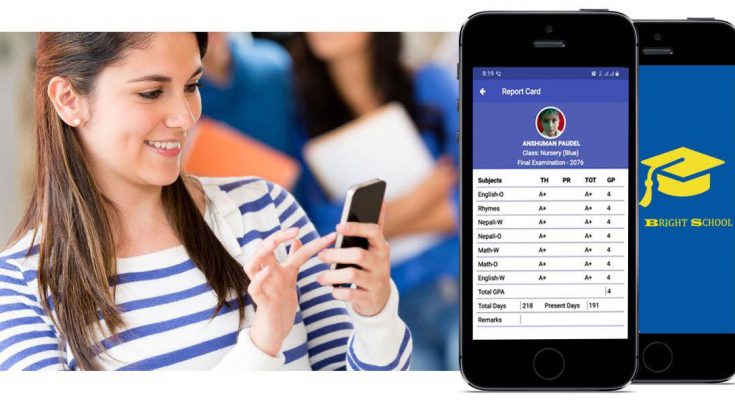 8:19
Report Card
ANSHUMAN PAUDEL
Class: Nursery (Blue)
Final Examination - 2076
Subjects TH PR TOT GP
English-O A+ A+ 4
Rhymes A+ A+ 4
Nepali-W A+ A+ 4
Nepali-O A+ A+ 4
Math-W A+ A+ 4
Math-O A+ A+ 4
English-W A+ A+ 4
Total GPA 4
Total Days 218 Present Days 191
Remarks
BRiGHT SCHOOL